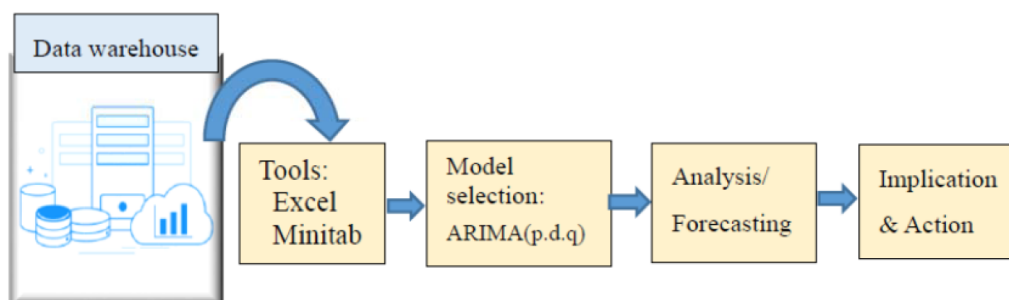 Data warehouse
Tools:
Excel
Minitab
Model
selection:
ARIMA(p.d.q)
Analysis/
Forecasting
Implication
& Action